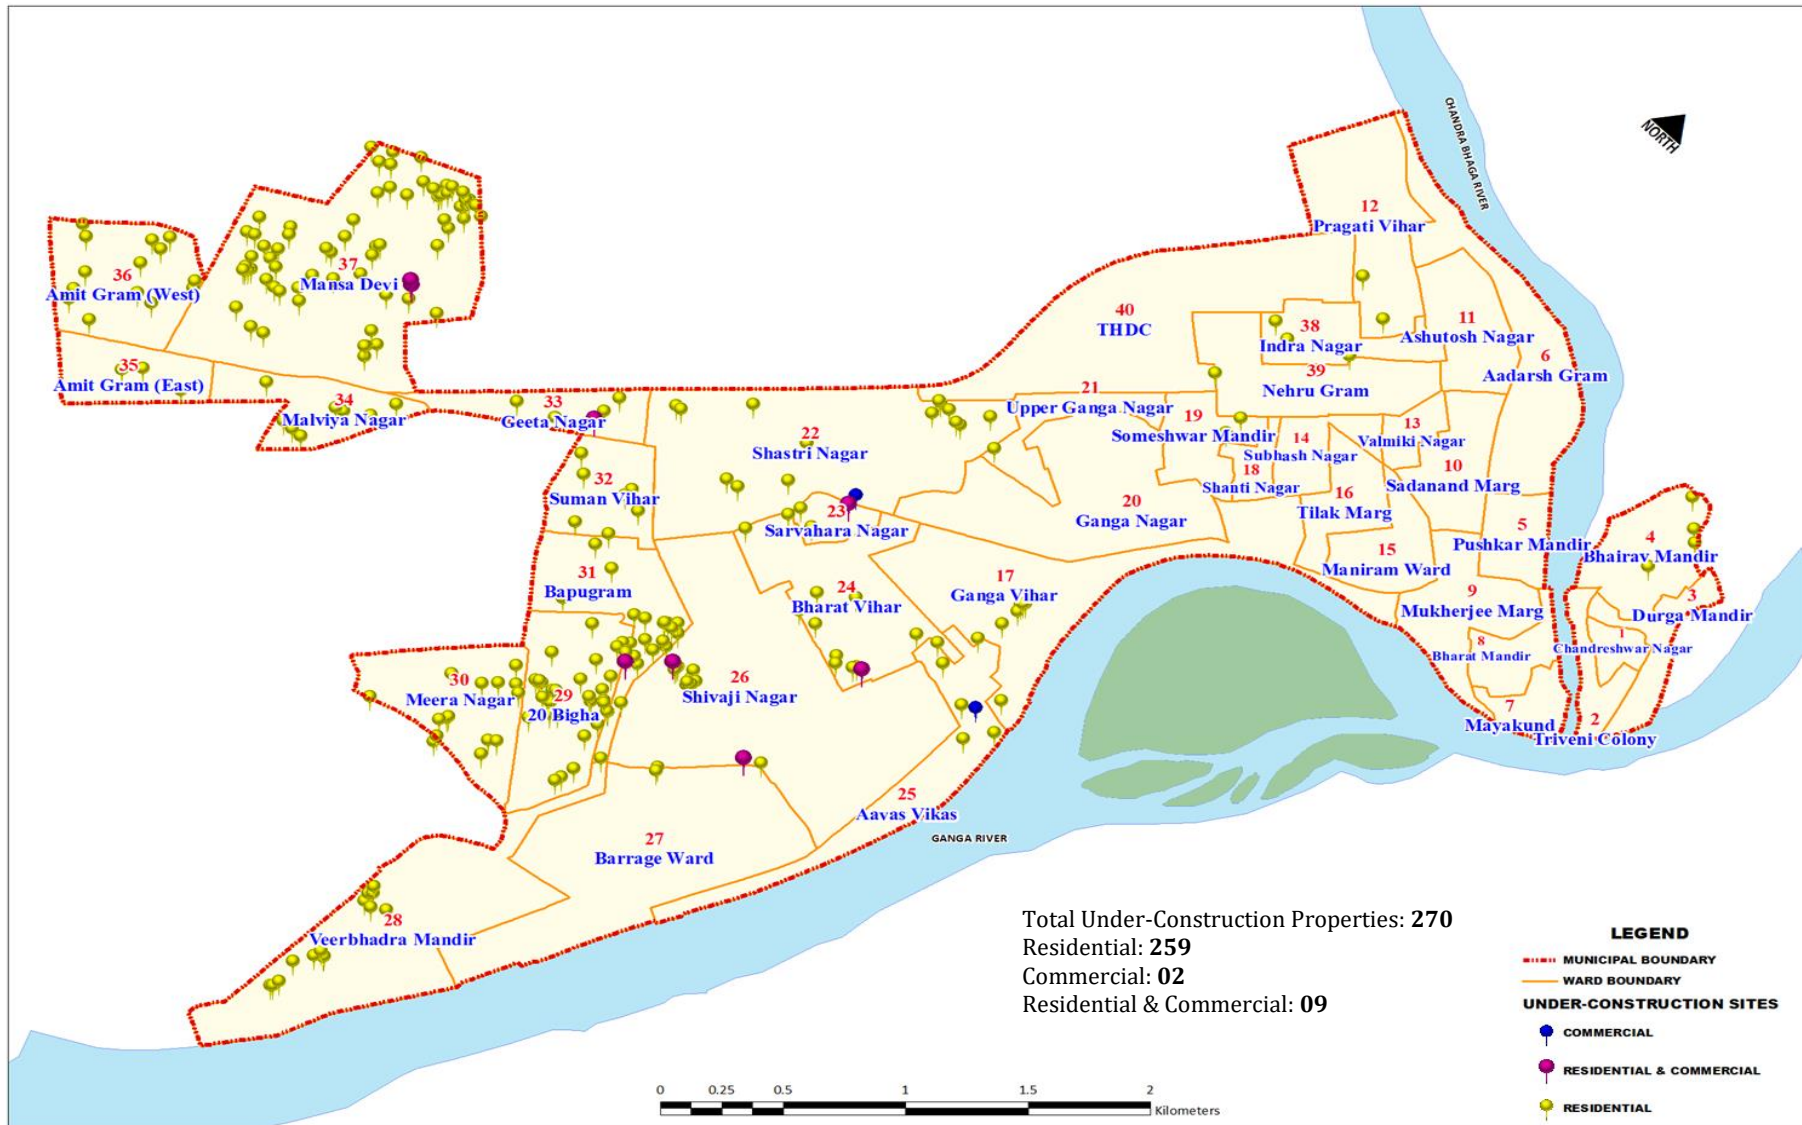 CHANDRA BHAGA RIVER
NORTH
12
Pragati Vihar
37
Mansa Devi
36
Amit Gram (West)
40
THDC
38
Indra Nagar
11
Ashutosh Nagar
6
Aadarsh Gram
35
Amit Gram (East)
39
Nehru Gram
34
Malviya Nagar
33
Geeta Nagar
21
Upper Ganga Nagar
19
Someshwar Mandir
13
Valmiki Nagar
14
Subhash Nagar
22
Shastri Nagar
18
Shanti Nagar
10
Sadanand Marg
32
Suman Vihar
16
Tilak Marg
20
Ganga Nagar
23
Sarvahara Nagar
5
Pushkar Mandir
4
Bhairav Mandir
15
Maniram Ward
31
Bapugram
24
Bharat Vihar
17
Ganga Vihar
9
Mukherjee Marg
3
Durga Mandir
1
Chandreshwar Nagar
8
Bharat Mandir
30
Meera Nagar
29
20 Bigha
26
Shivaji Nagar
7
Mayakund
2
Triveni Colony
25
Aavas Vikas
GANGA RIVER
27
Barrage Ward
28
Veerbhadra Mandir
Total Under-Construction Properties: 270
Residential: 259
Commercial: 02
Residential & Commercial: 09
LEGEND
MUNICIPAL BOUNDARY
WARD BOUNDARY
UNDER-CONSTRUCTION SITES
COMMERCIAL
RESIDENTIAL & COMMERCIAL
RESIDENTIAL
0 0.25 0.5 1 1.5 2
Kilometers